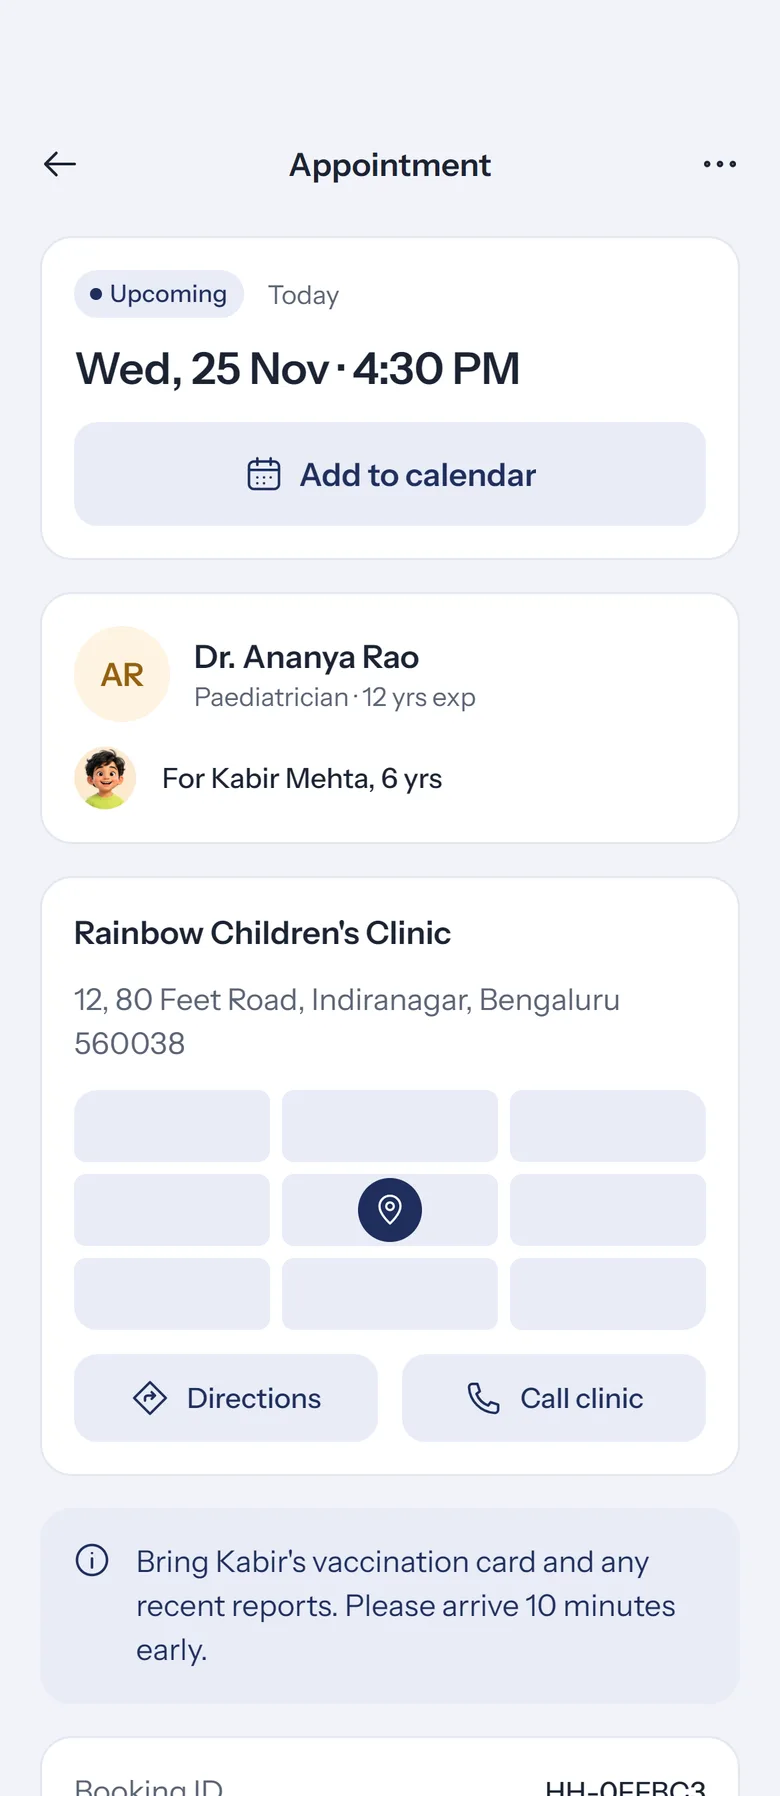 Appointment
Upcoming
Today
Wed, 25 Nov · 4:30 PM
Add to calendar
AR
Dr. Ananya Rao
Paediatrician · 12 yrs exp
For Kabir Mehta, 6 yrs
Rainbow Children's Clinic
12, 80 Feet Road, Indiranagar, Bengaluru
560038
Directions
Call clinic
Bring Kabir's vaccination card and any
recent reports. Please arrive 10 minutes
early.
Booking ID